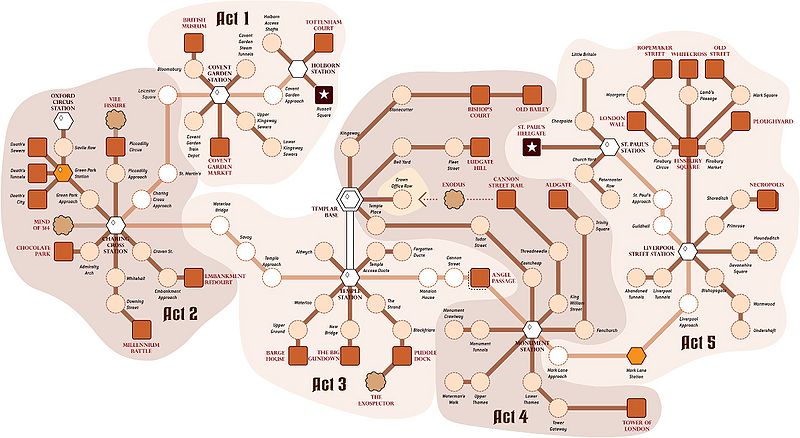 Act 1
BRITISH
MUSEUM
Holborn
Access
Shafts
TOTTENHAM
COURT
Covent
Garden
Steam
Tunnels
Bloomsbury
COVENT
GARDEN
STATION
HOLBORN
STATION
Covent
Garden
Approach
Russell
Square
Leicester
Square
Upper
Kingsway
Sewers
Covent
Garden
Train
Depot
COVENT
GARDEN
MARKET
Lower
Kingsway
Sewers
OXFORD
CIRCUS
STATION
VILE
FISSURE
Death's
Sewers
Savile Row
Piccadilly
Circus
Death's
Tunnels
Green Park
Station
Piccadilly
Approach
St. Martin's
Death's
City
Green Park
Approach
Charing
Cross
Approach
MIND
OF 314
CHARING
CROSS
STATION
CHOCOLATE
PARK
Admiralty
Arch
Craven St.
Whitehall
Embankment
Approach
EMBANKMENT
REDOUBT
Downing
Street
MILLENNIUM
BATTLE
Act 2
Waterloo
Bridge
Savoy
Temple
Approach
Kingsway
Stonecutter
BISHOP'S
COURT
OLD BAILEY
Bell Yard
Fleet
Street
LUDGATE
HILL
Crown
Office Row
EXODUS
CANNON
STREET RAIL
ALDGATE
TEMPLAR
BASE
Temple
Place
Tudor
Street
Trinity
Square
Aldwych
Temple
Access Ducts
Forgotten
Ducts
Threadneedle
TEMPLE
STATION
Mansion
House
Cannon
Street
ANGEL
PASSAGE
Eastcheap
King
William
Street
Waterloo
The
Strand
Upper
Ground
New
Bridge
Blackfriars
BARGE
HOUSE
THE BIG
GUNDOWN
PUDDLE
DOCK
THE
EXOSPECTOR
Act 3
Monument
Crawlway
Fenchurch
Monument
Tunnels
MONUMENT
STATION
Mark Lane
Approach
Mark Lane
Station
Waterman's
Walk
Upper
Thames
Lower
Thames
Tower
Gateway
TOWER OF
LONDON
Act 4
Little Britain
ROPEMAKER
STREET
WHITECROSS
OLD
STREET
Moorgate
Lamb's
Passage
Mark Square
Cheapside
LONDON
WALL
PLOUGHYARD
ST. PAUL'S
HELLGATE
ST. PAUL'S
STATION
Church Yard
Finsbury
Circus
FINSBURY
SQUARE
Finsbury
Market
Paternoster
Row
St. Paul's
Approach
Shoreditch
NECROPOLIS
Guildhall
Primrose
Houndsditch
LIVERPOOL
STREET STATION
Devonshire
Square
Abandoned
Tunnels
Liverpool
Tunnels
Bishopsgate
Wormwood
Liverpool
Approach
Undershaft
Act 5